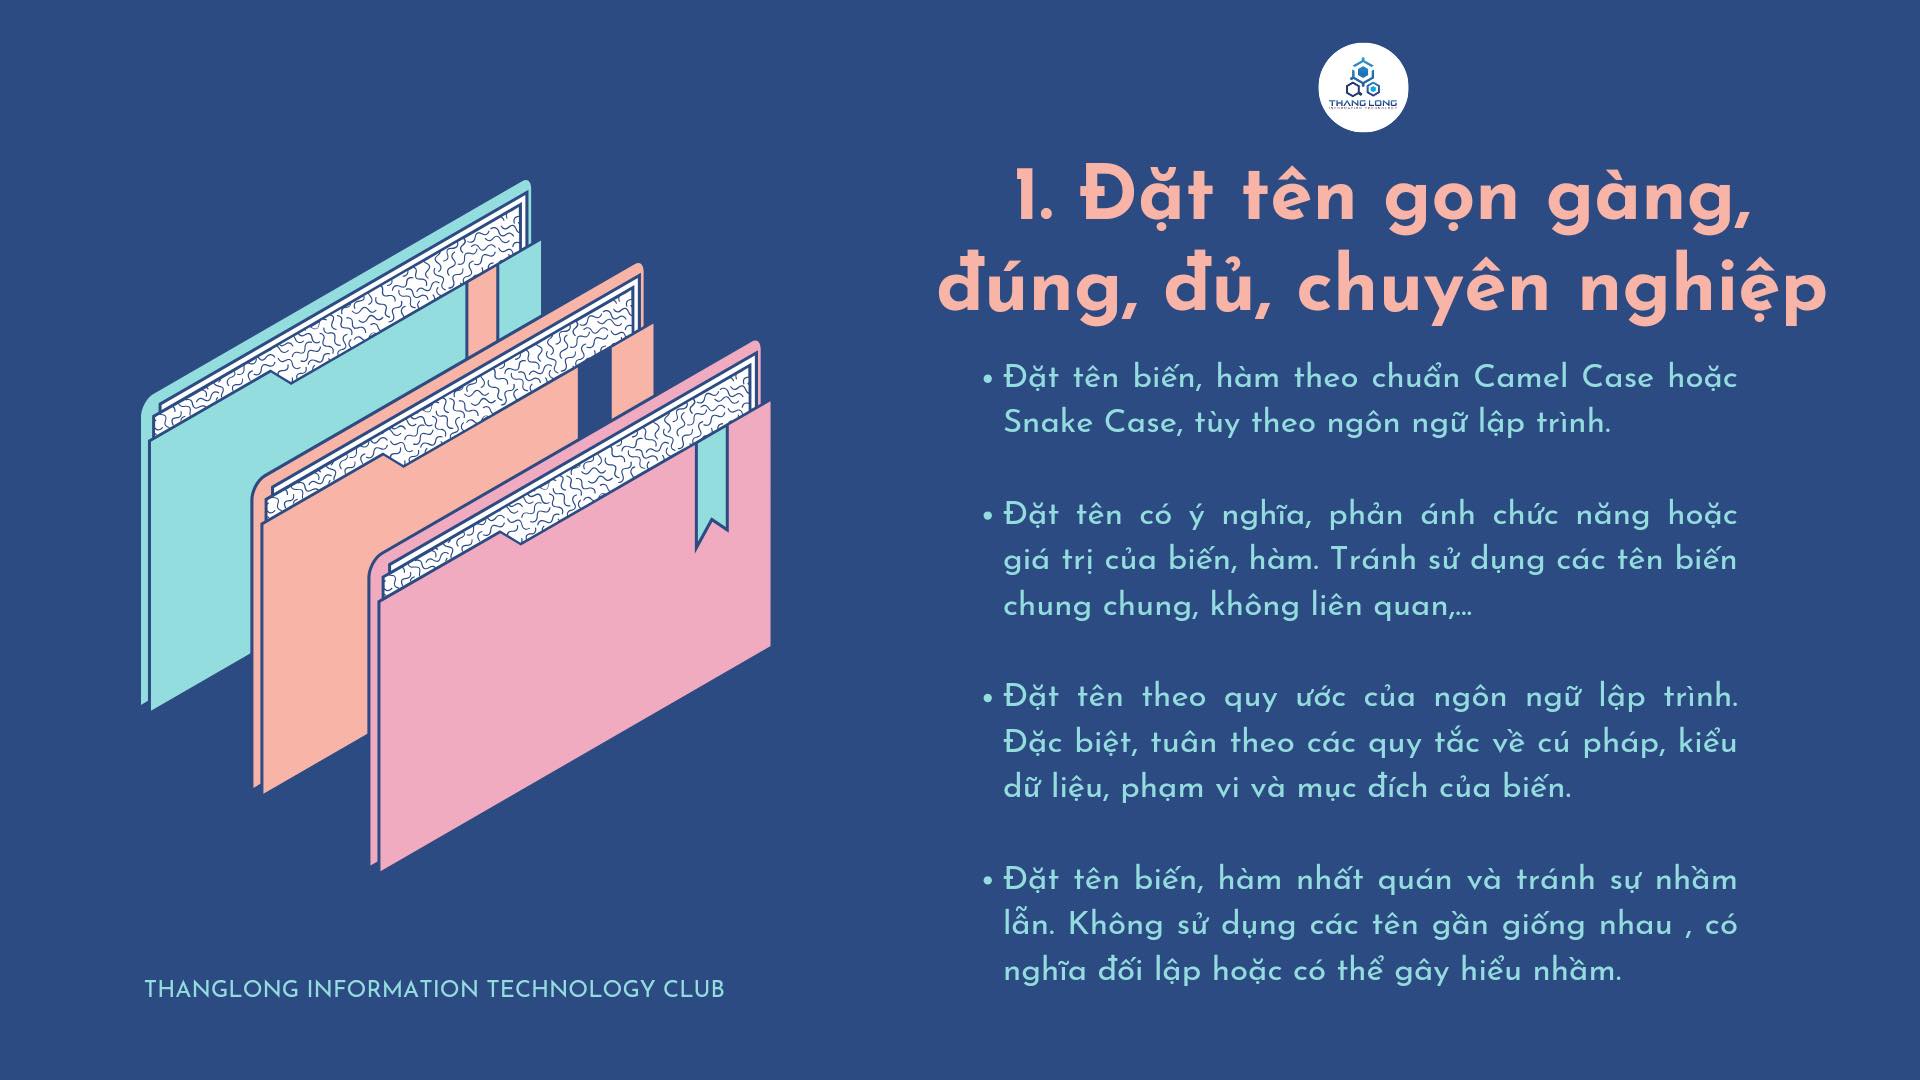 THANG LONG
INFORMATION TECHNOLOGY
1. Đặt tên gọn gàng,
đúng, đủ, chuyên nghiệp
• Đặt tên biến, hàm theo chuẩn Camel Case hoặc
Snake Case, tùy theo ngôn ngữ lập trình.
• Đặt tên có ý nghĩa, phản ánh chức năng hoặc
giá trị của biến, hàm. Tránh sử dụng các tên biến
chung chung, không liên quan,...
• Đặt tên theo quy ước của ngôn ngữ lập trình.
Đặc biệt, tuân theo các quy tắc về cú pháp, kiểu
dữ liệu, phạm vi và mục đích của biến.
• Đặt tên biến, hàm nhất quán và tránh sự nhầm
lẫn. Không sử dụng các tên gần giống nhau , có
nghĩa đối lập hoặc có thể gây hiểu nhầm.
THANGLONG INFORMATION TECHNOLOGY CLUB